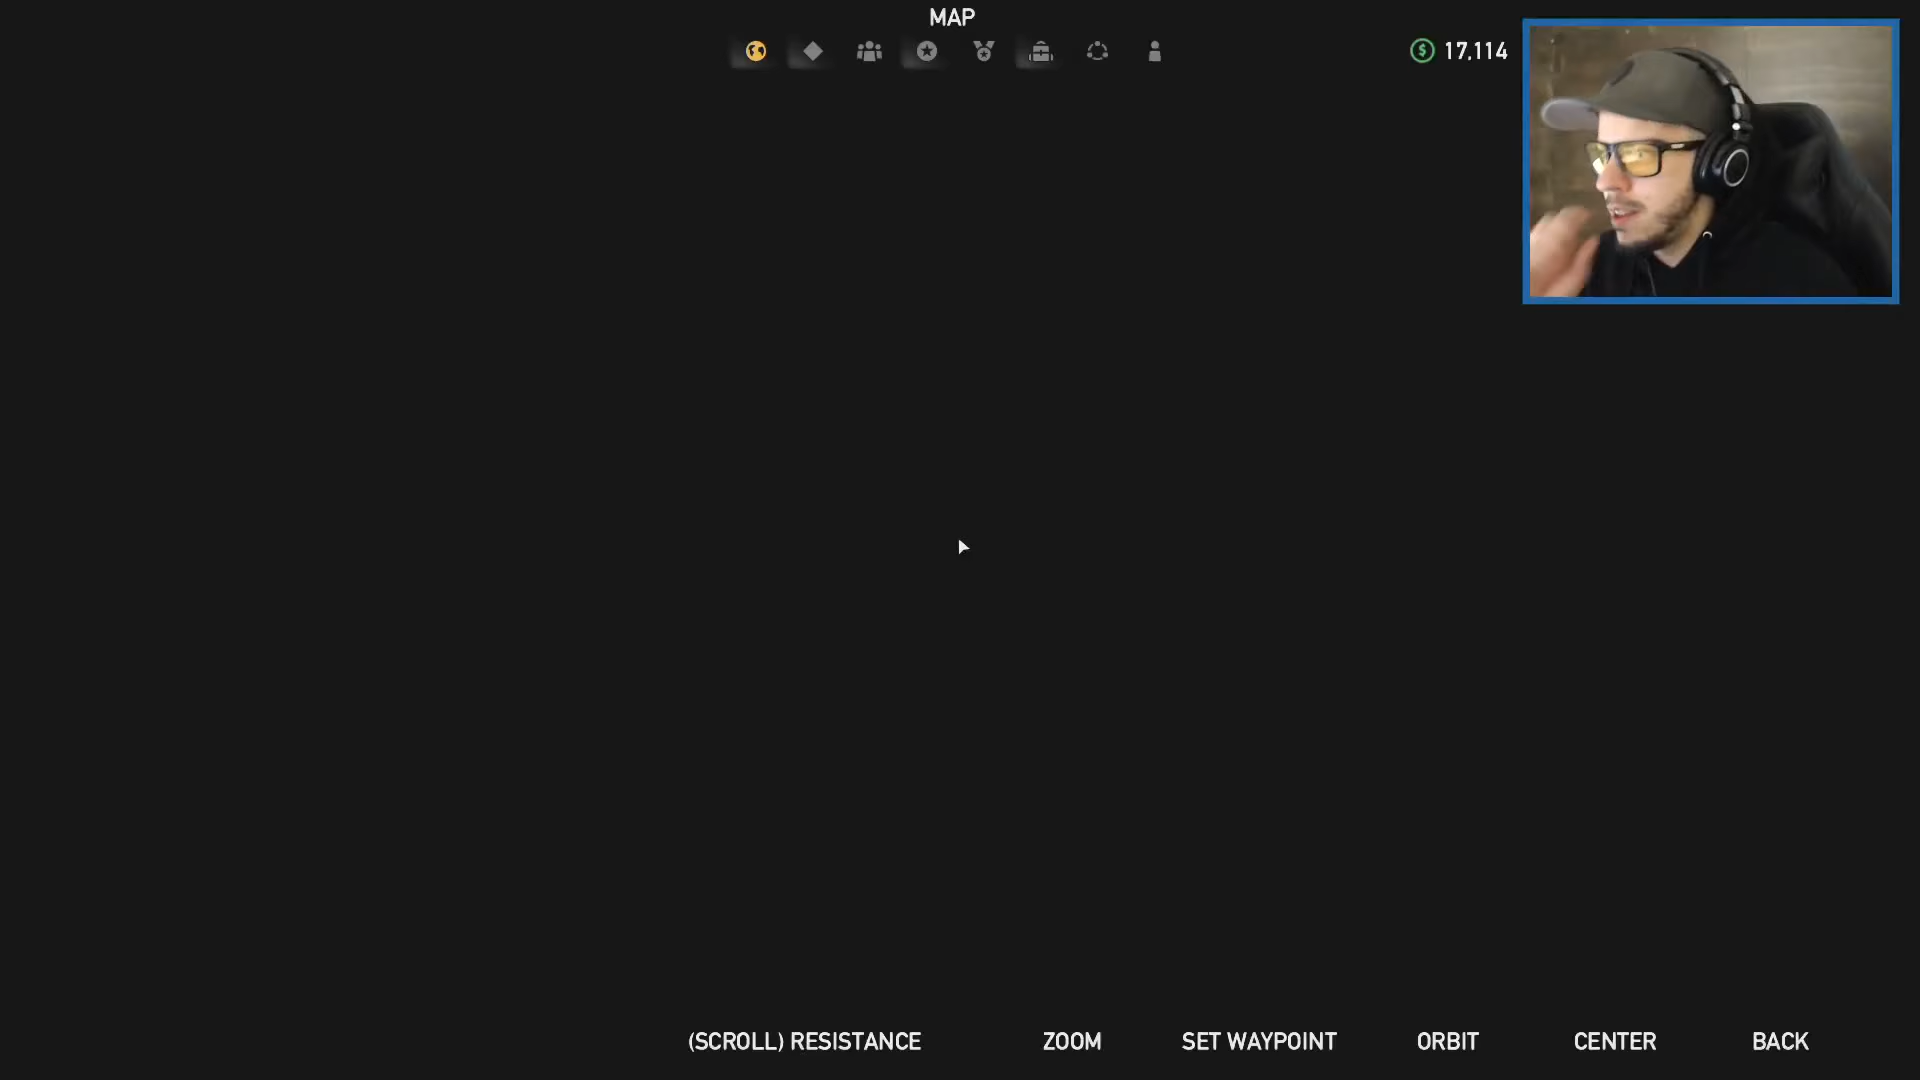 MAP
17,114
(SCROLL) RESISTANCE ZOOM SET WAYPOINT ORBIT CENTER BACK